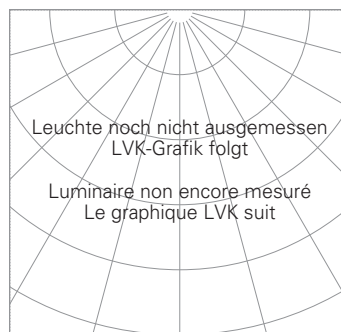 Leuchte noch nicht ausgemessen
LVK-Grafik folgt
Luminaire non encore mesuré
Le graphique LVK suit